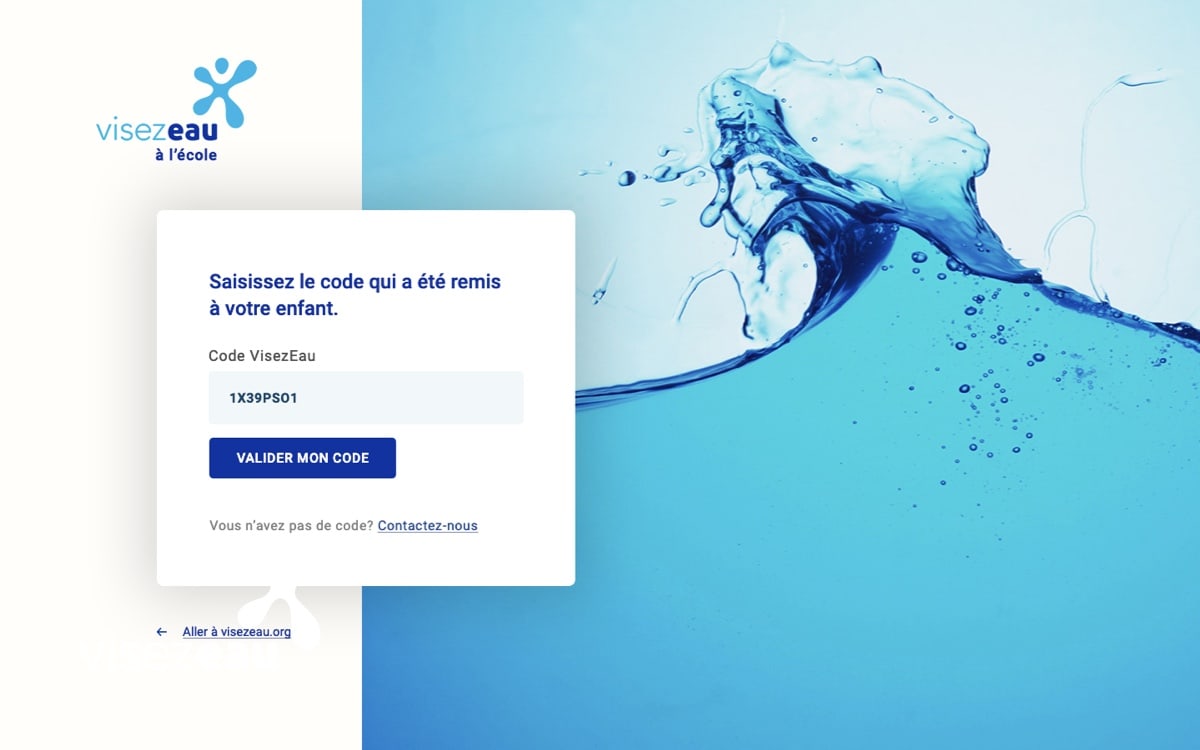 visezeau
à l'école
Saisissez le code qui a été remis
à votre enfant.
Code VisezEau
1X39PSO1
VALIDER MON CODE
Vous n'avez pas de code? Contactez-nous
← Aller à visezeau.org